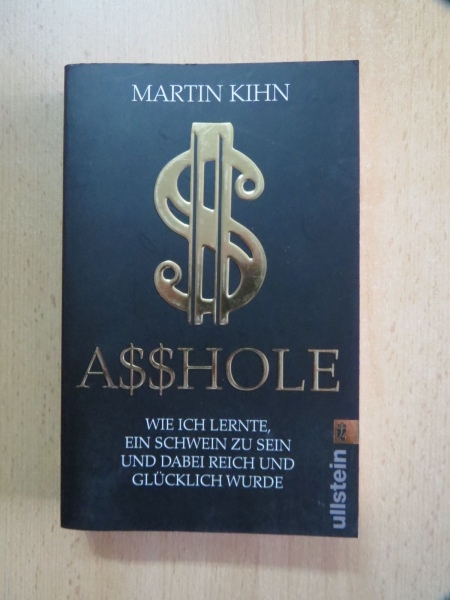 MARTIN KIHN
$
A$$HOLE
WIE ICH LERNTE,
EIN SCHWEIN ZU SEIN
UND DABEI REICH UND
GLÜCKLICH WURDE
ullstein